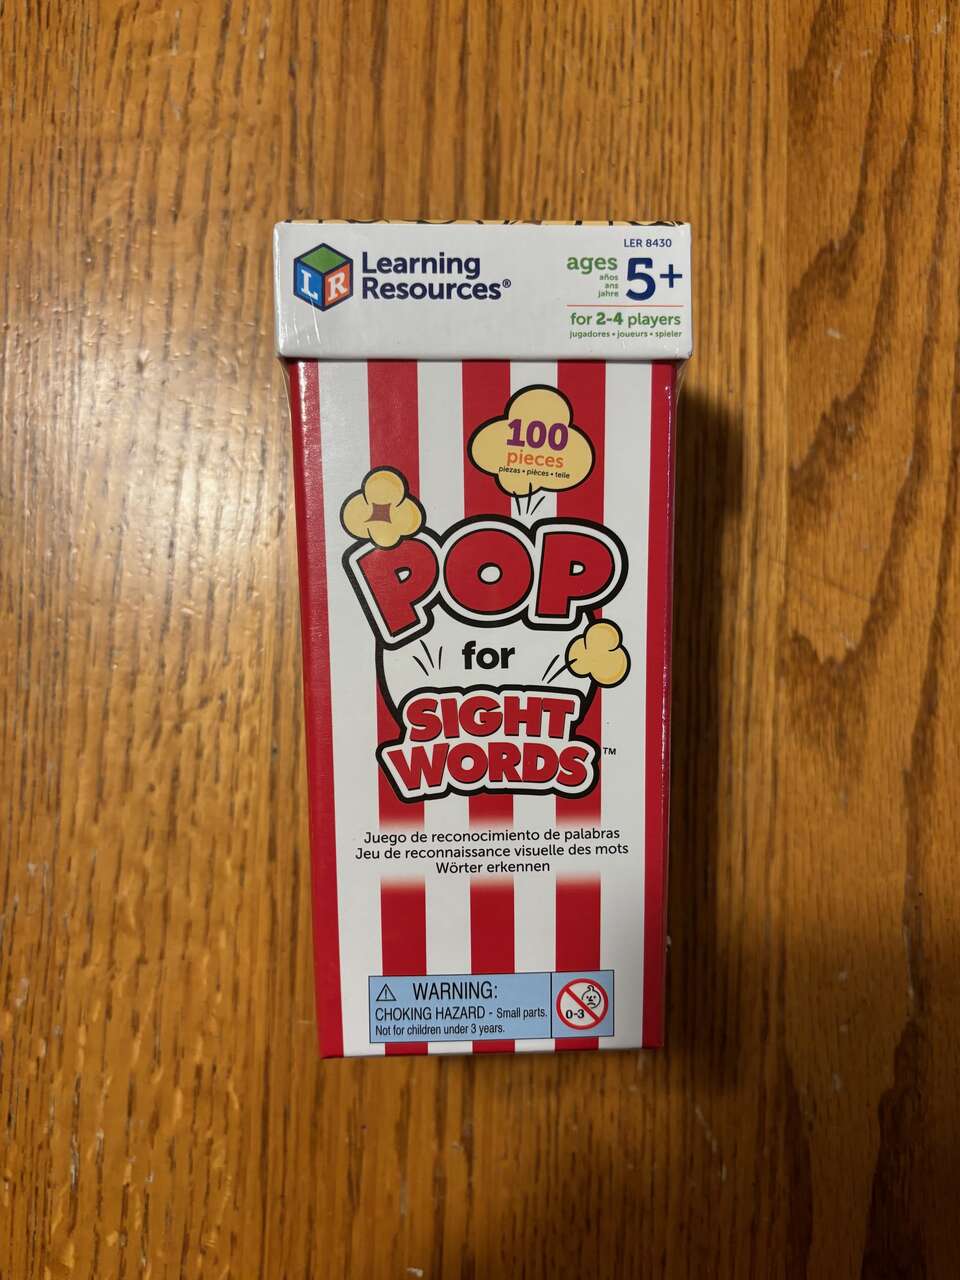 LR
Learning
Resources®
LER 8430
ages
años
ans
jahre
5+
for 2-4 players
jugadores • joueurs • spieler
100
pieces
piezas • pièces • teile
POP
for
SIGHT
WORDS™
Juego de reconocimiento de palabras
Jeu de reconnaissance visuelle des mots
Wörter erkennen
⚠ WARNING:
CHOKING HAZARD - Small parts.
Not for children under 3 years.
0-3